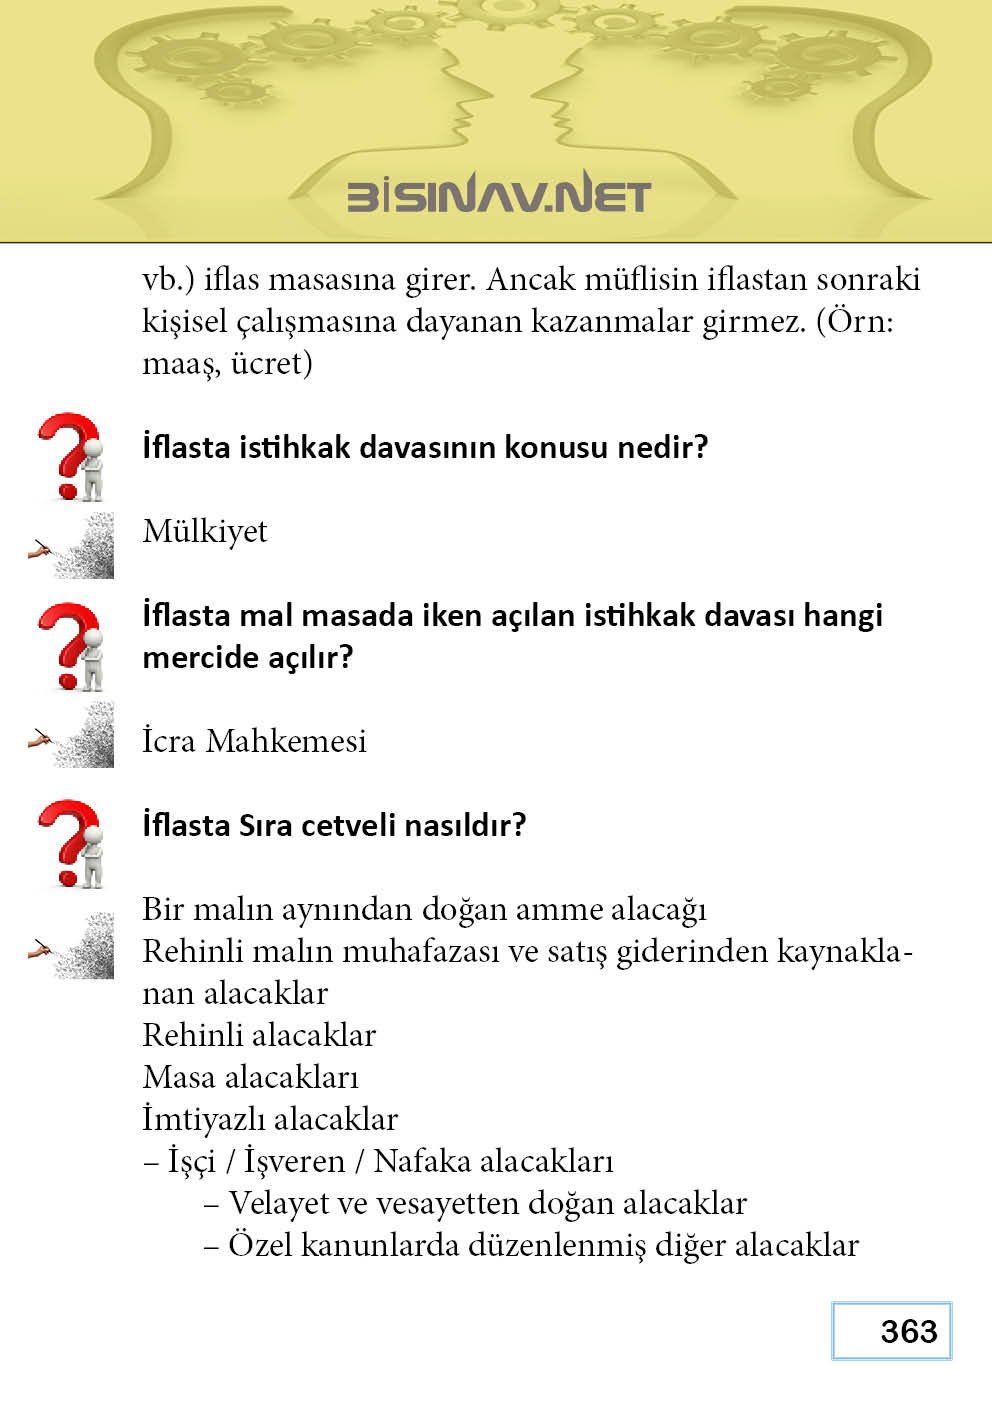 BİSINAV.NET
vb.) iflas masasına girer. Ancak müflisin iflastan sonraki
kişisel çalışmasına dayanan kazanmalar girmez. (Örn:
maaş, ücret)
İflasta istihkak davasının konusu nedir?
Mülkiyet
İflasta mal masada iken açılan istihkak davası hangi
mercide açılır?
İcra Mahkemesi
İflasta Sıra cetveli nasıldır?
Bir malın aynından doğan amme alacağı
Rehinli malın muhafazası ve satış giderinden kaynakla-
nan alacaklar
Rehinli alacaklar
Masa alacakları
İmtiyazlı alacaklar
– İşçi / İşveren / Nafaka alacakları
– Velayet ve vesayetten doğan alacaklar
– Özel kanunlarda düzenlenmiş diğer alacaklar
363